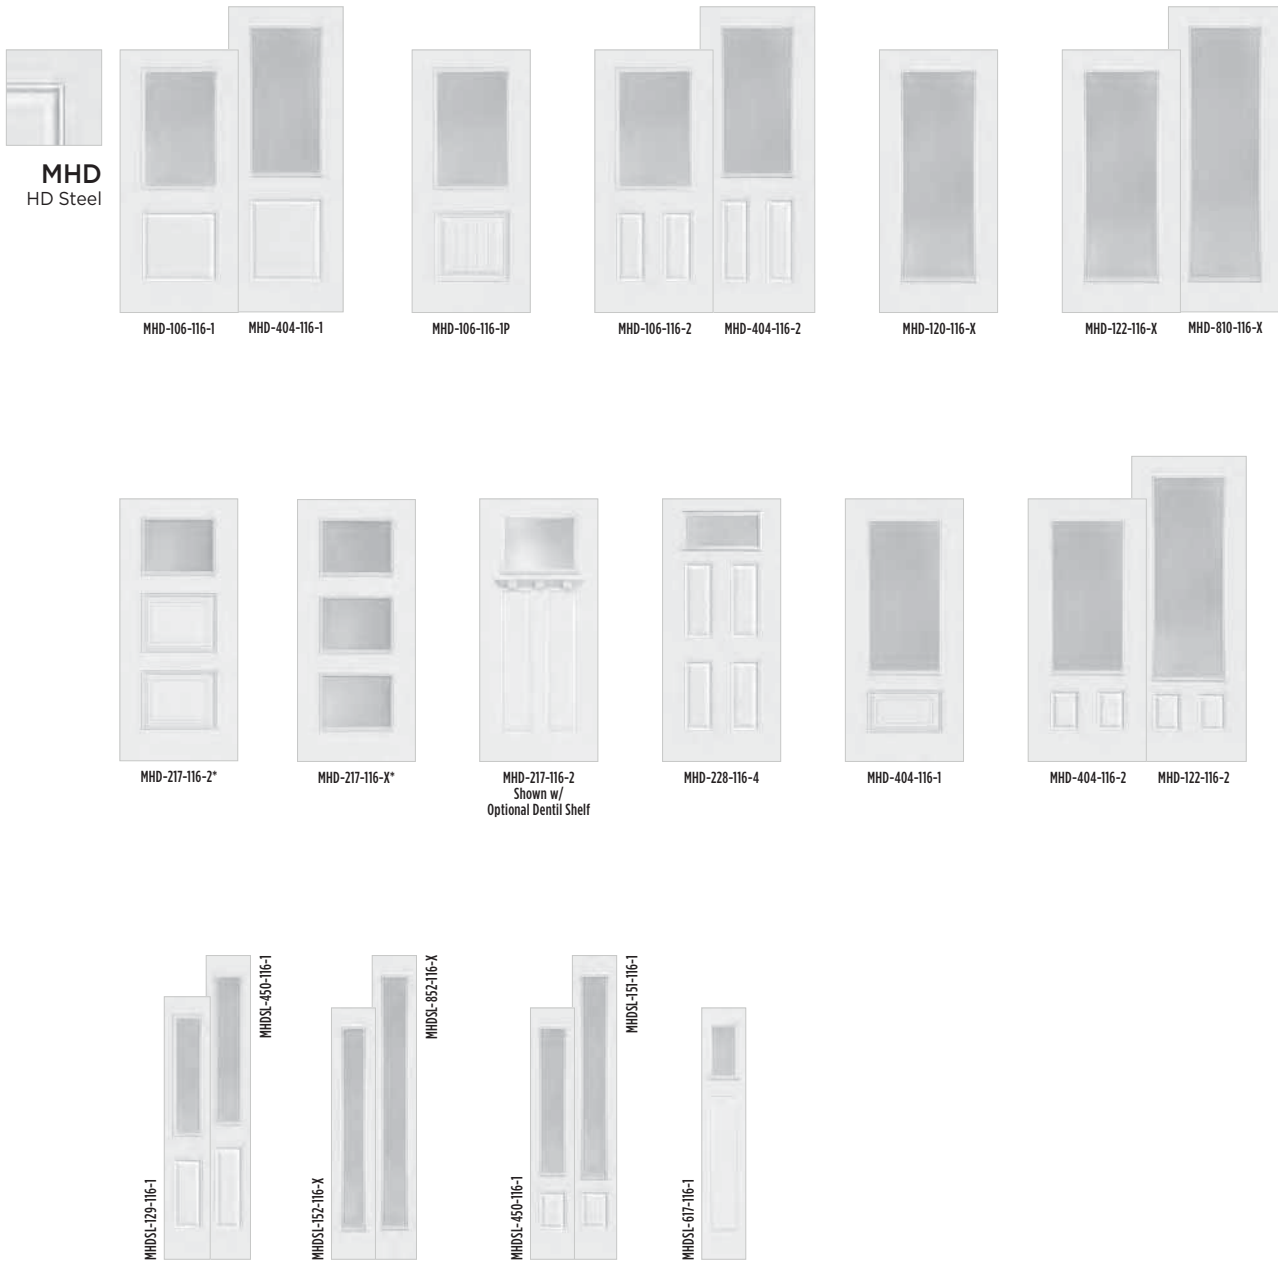 MHD
HD Steel
MHD-106-116-1
MHD-404-116-1
MHD-106-116-1P
MHD-106-116-2
MHD-404-116-2
MHD-120-116-X
MHD-122-116-X
MHD-810-116-X
MHD-217-116-2*
MHD-217-116-X*
MHD-217-116-2
Shown w/
Optional Dentil Shelf
MHD-228-116-4
MHD-404-116-1
MHD-404-116-2
MHD-122-116-2
MHDSL-129-116-1
MHDSL-450-116-1
MHDSL-152-116-X
MHDSL-852-116-X
MHDSL-450-116-1
MHDSL-151-116-1
MHDSL-617-116-1